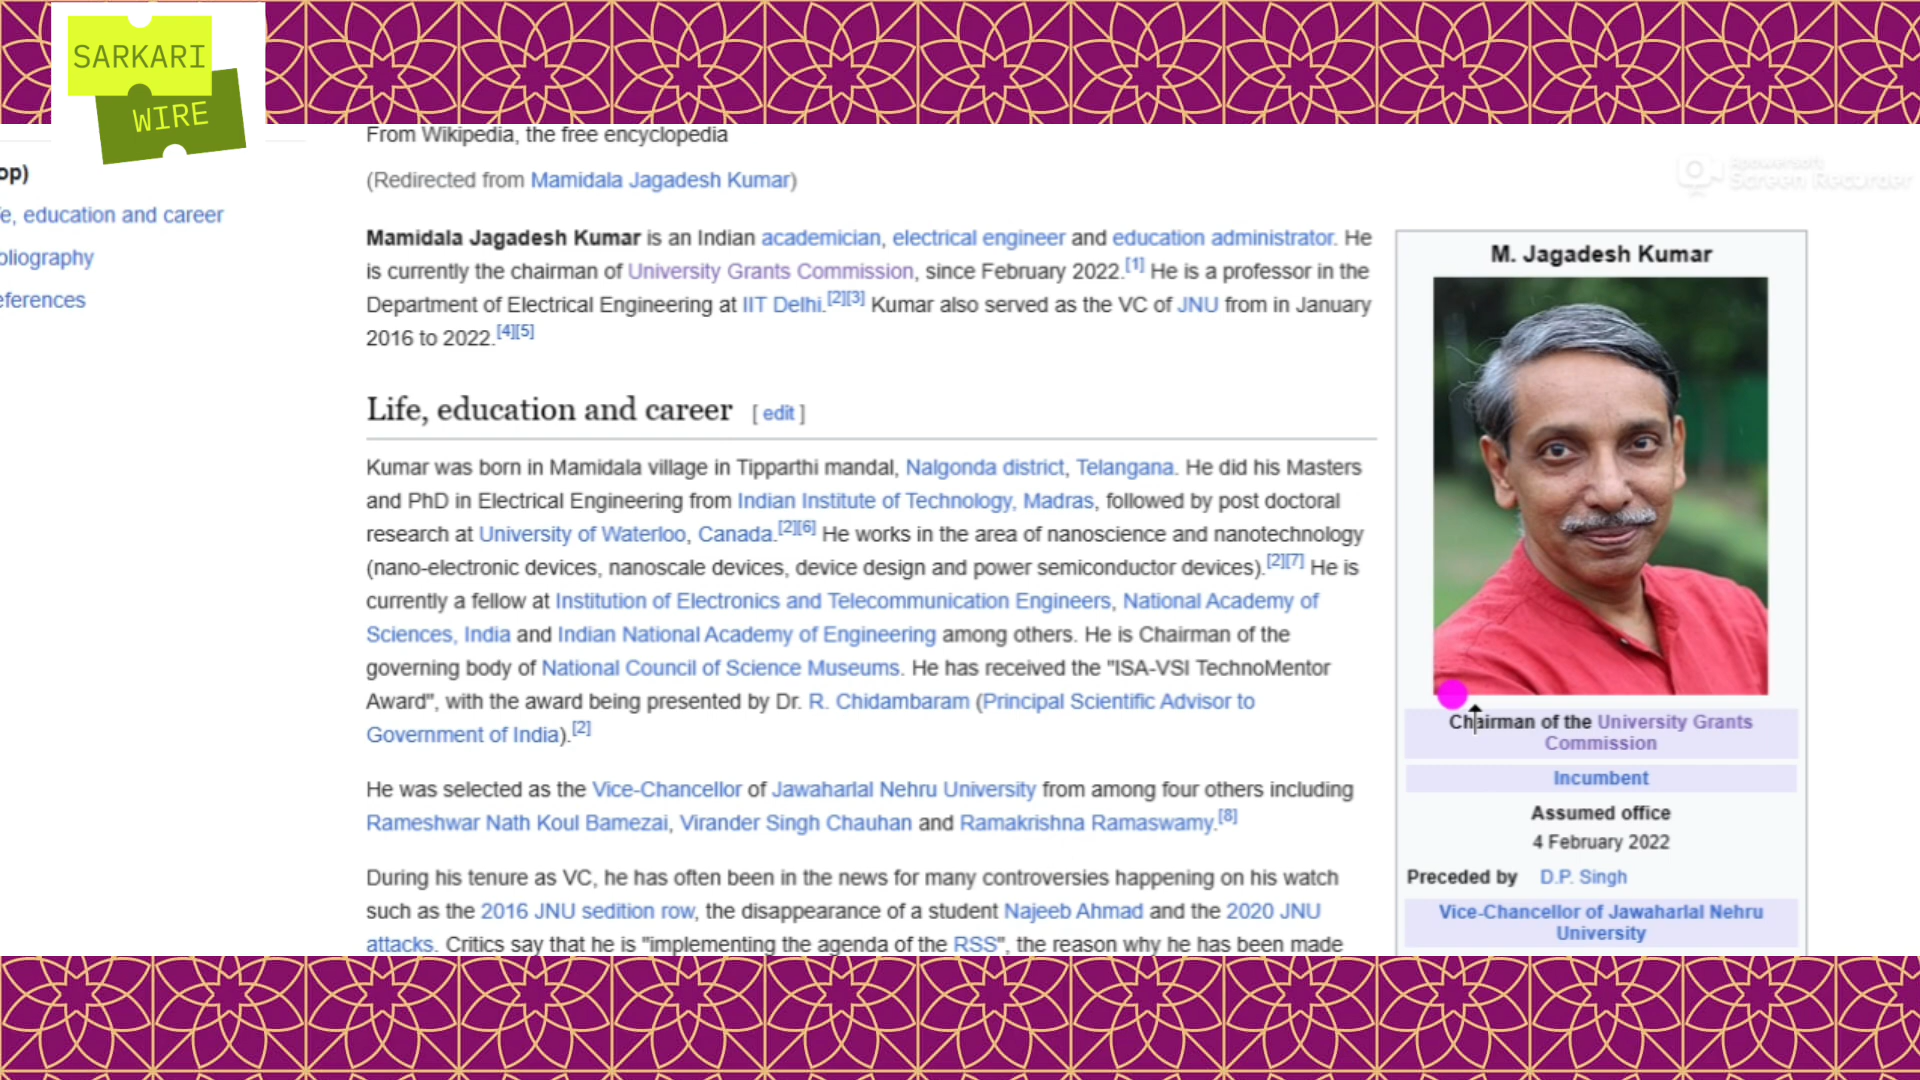 SARKARI
WIRE
From Wikipedia, the free encyclopedia
(Redirected from Mamidala Jagadesh Kumar)
op)
fe, education and career
bliography
eferences
Apowersoft
Screen Recorder
Mamidala Jagadesh Kumar is an Indian academician, electrical engineer and education administrator. He
is currently the chairman of University Grants Commission, since February 2022.[1] He is a professor in the
Department of Electrical Engineering at IIT Delhi.[2][3] Kumar also served as the VC of JNU from in January
2016 to 2022.[4][5]
Life, education and career [ edit ]
Kumar was born in Mamidala village in Tipparthi mandal, Nalgonda district, Telangana. He did his Masters
and PhD in Electrical Engineering from Indian Institute of Technology, Madras, followed by post doctoral
research at University of Waterloo, Canada.[2][6] He works in the area of nanoscience and nanotechnology
(nano-electronic devices, nanoscale devices, device design and power semiconductor devices).[2][7] He is
currently a fellow at Institution of Electronics and Telecommunication Engineers, National Academy of
Sciences, India and Indian National Academy of Engineering among others. He is Chairman of the
governing body of National Council of Science Museums. He has received the "ISA-VSI TechnoMentor
Award", with the award being presented by Dr. R. Chidambaram (Principal Scientific Advisor to
Government of India).[2]
He was selected as the Vice-Chancellor of Jawaharlal Nehru University from among four others including
Rameshwar Nath Koul Bamezai, Virander Singh Chauhan and Ramakrishna Ramaswamy.[8]
During his tenure as VC, he has often been in the news for many controversies happening on his watch
such as the 2016 JNU sedition row, the disappearance of a student Najeeb Ahmad and the 2020 JNU
attacks. Critics say that he is "implementing the agenda of the RSS", the reason why he has been made
M. Jagadesh Kumar
Chairman of the University Grants
Commission
Incumbent
Assumed office
4 February 2022
Preceded by D.P. Singh
Vice-Chancellor of Jawaharlal Nehru
University